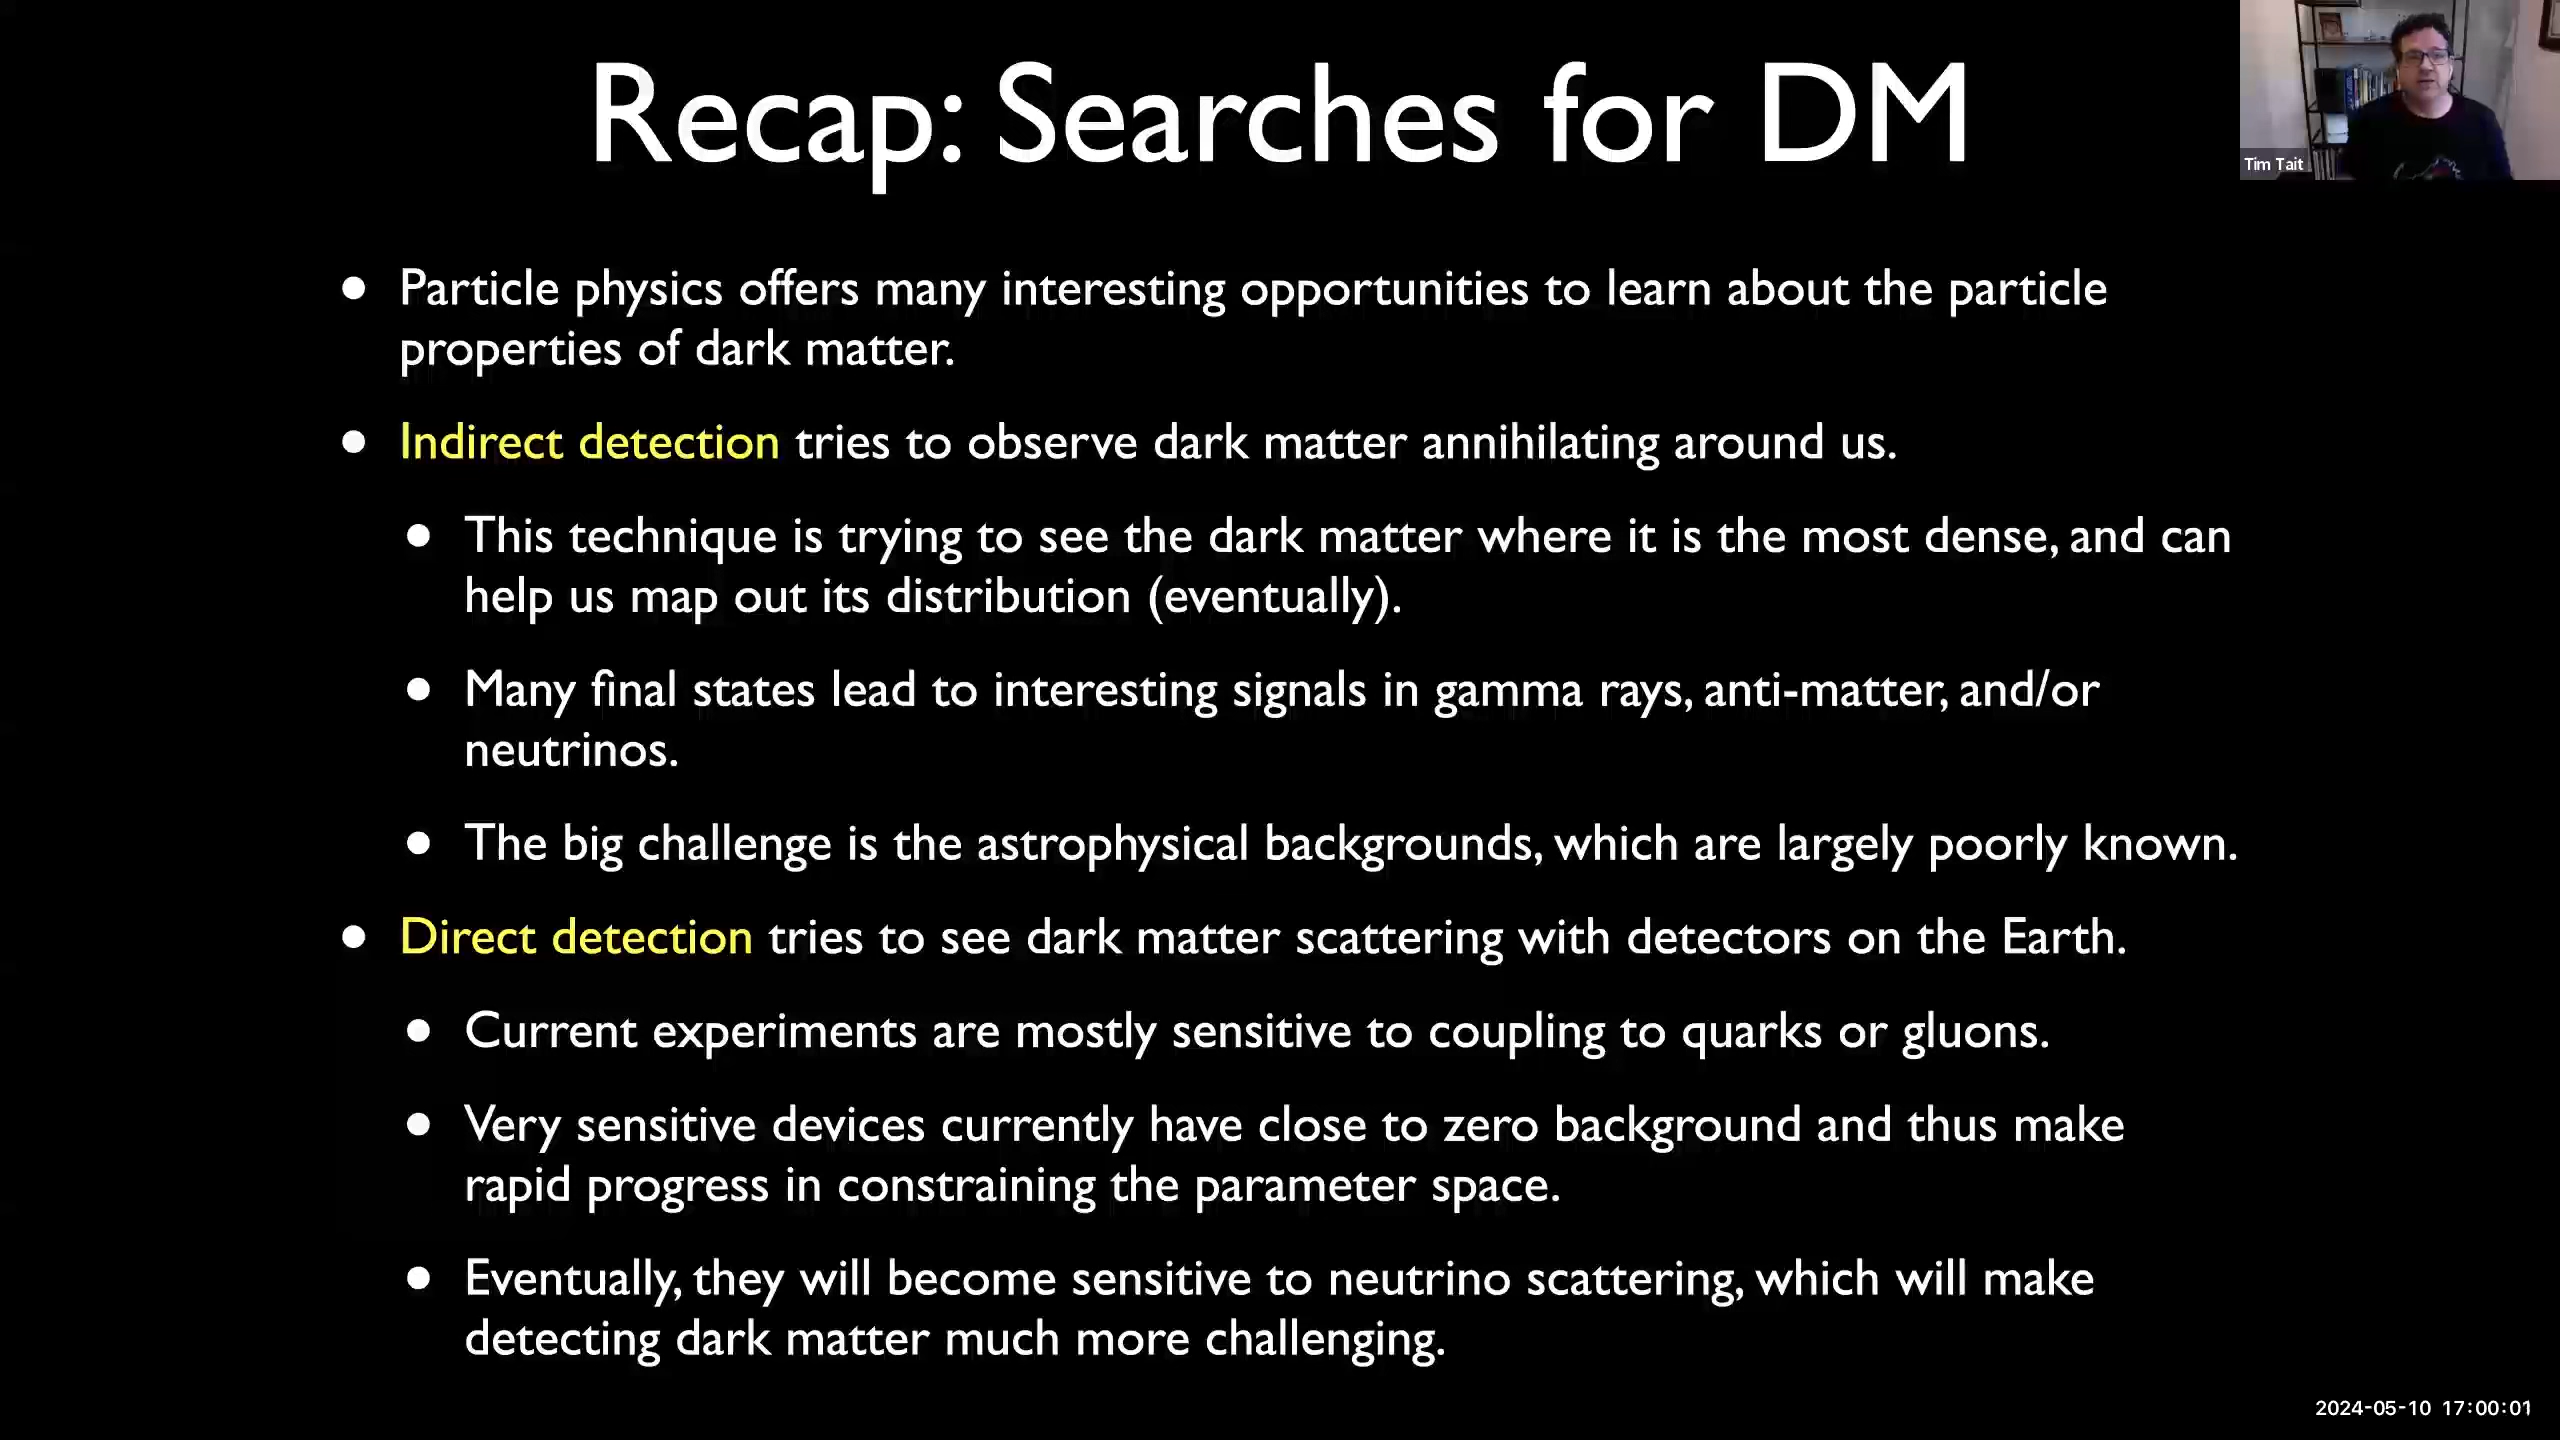 Recap: Searches for DM
Tim Tait
• Particle physics offers many interesting opportunities to learn about the particle
properties of dark matter.
• Indirect detection tries to observe dark matter annihilating around us.
• This technique is trying to see the dark matter where it is the most dense, and can
help us map out its distribution (eventually).
• Many final states lead to interesting signals in gamma rays, anti-matter, and/or
neutrinos.
• The big challenge is the astrophysical backgrounds, which are largely poorly known.
• Direct detection tries to see dark matter scattering with detectors on the Earth.
• Current experiments are mostly sensitive to coupling to quarks or gluons.
• Very sensitive devices currently have close to zero background and thus make
rapid progress in constraining the parameter space.
• Eventually, they will become sensitive to neutrino scattering, which will make
detecting dark matter much more challenging.
2024-05-10 17:00:01